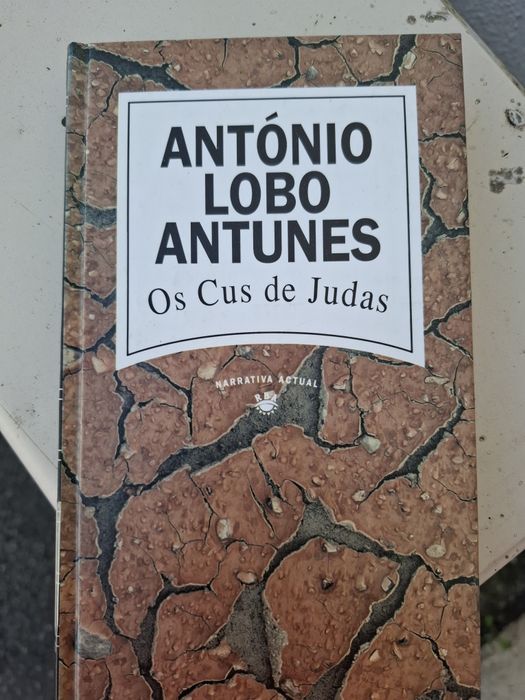 ANTÓNIO
LOBO
ANTUNES
Os Cus de Judas
NARRATIVA ACTUAL
RBA